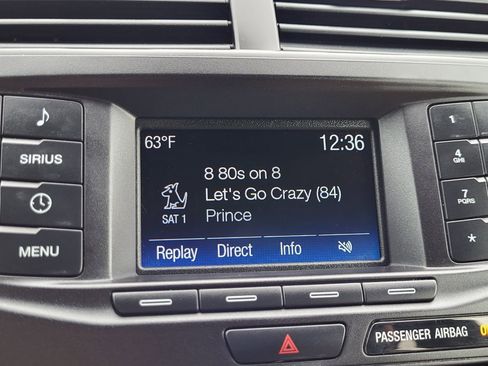 ♪
SIRIUS
MENU
63°F
12:36
8 80s on 8
Let's Go Crazy (84)
SAT 1
Prince
Replay
Direct
Info
1
4
GHI
7
PQRS
*
PASSENGER AIRBAG